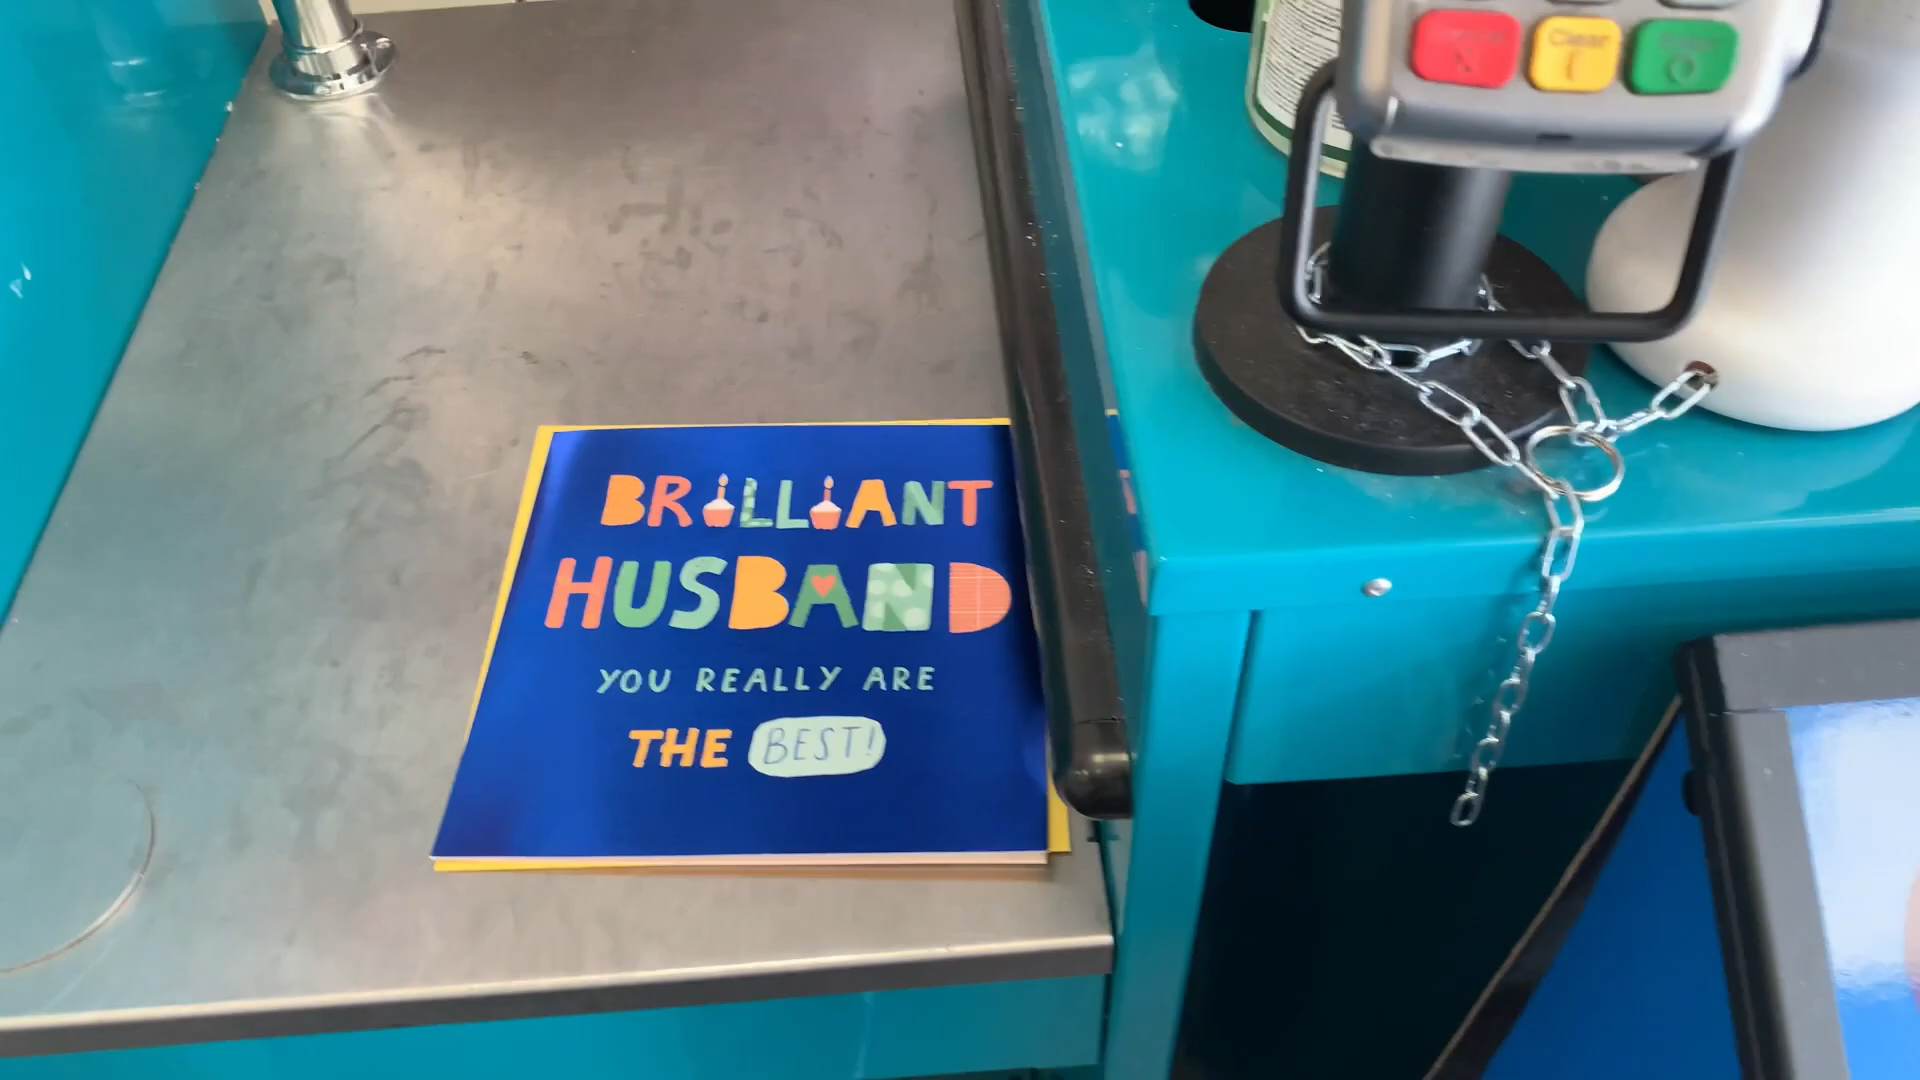 BRILLIANT
HUSBAND
YOU REALLY ARE
THE BEST!
Clear